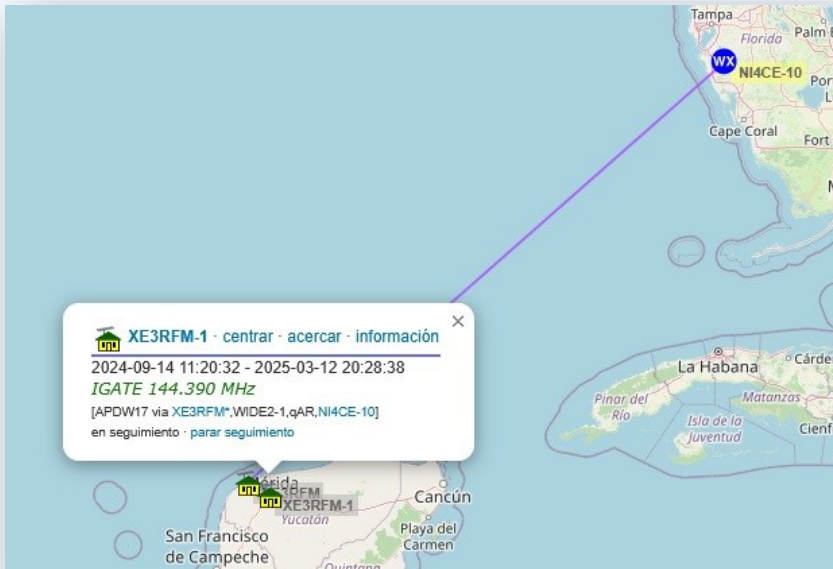 Tampa
Florida
Palm B
WX
NI4CE-10
Por
L
Cape Coral
Fort
M
×
XE3RFM-1 · centrar · acercar · información
2024-09-14 11:20:32 - 2025-03-12 20:28:38
IGATE 144.390 MHz
[APDW17 via XE3RFM*,WIDE2-1,qAR,NI4CE-10]
en seguimiento · parar seguimiento
La Habana
Cárde
Pinar del
Río
Matanzas
Isla de la
Juventud
Cienf
XE3RFM-1
Yucatán
Cancún
Playa del
Carmen
San Francisco
de Campeche
Quintana